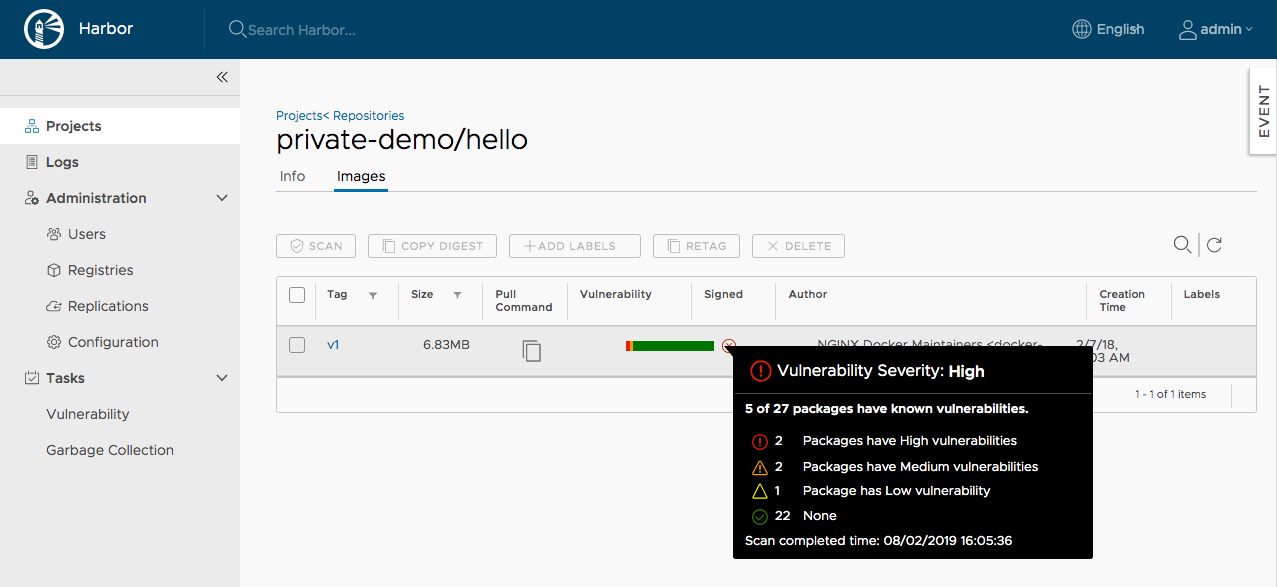 Harbor
Search Harbor...
English
admin
EVENT
Projects
Logs
Administration
Users
Registries
Replications
Configuration
Tasks
Vulnerability
Garbage Collection
Projects< Repositories
private-demo/hello
Info
Images
SCAN
COPY DIGEST
ADD LABELS
RETAG
DELETE
Tag
Size
Pull
Command
Vulnerability
Signed
Author
Creation
Time
Labels
v1
6.83MB
NGINX Docker Maintainers <docker-
2/7/18,
03 AM
1 - 1 of 1 items
Vulnerability Severity: High
5 of 27 packages have known vulnerabilities.
2 Packages have High vulnerabilities
2 Packages have Medium vulnerabilities
1 Package has Low vulnerability
22 None
Scan completed time: 08/02/2019 16:05:36